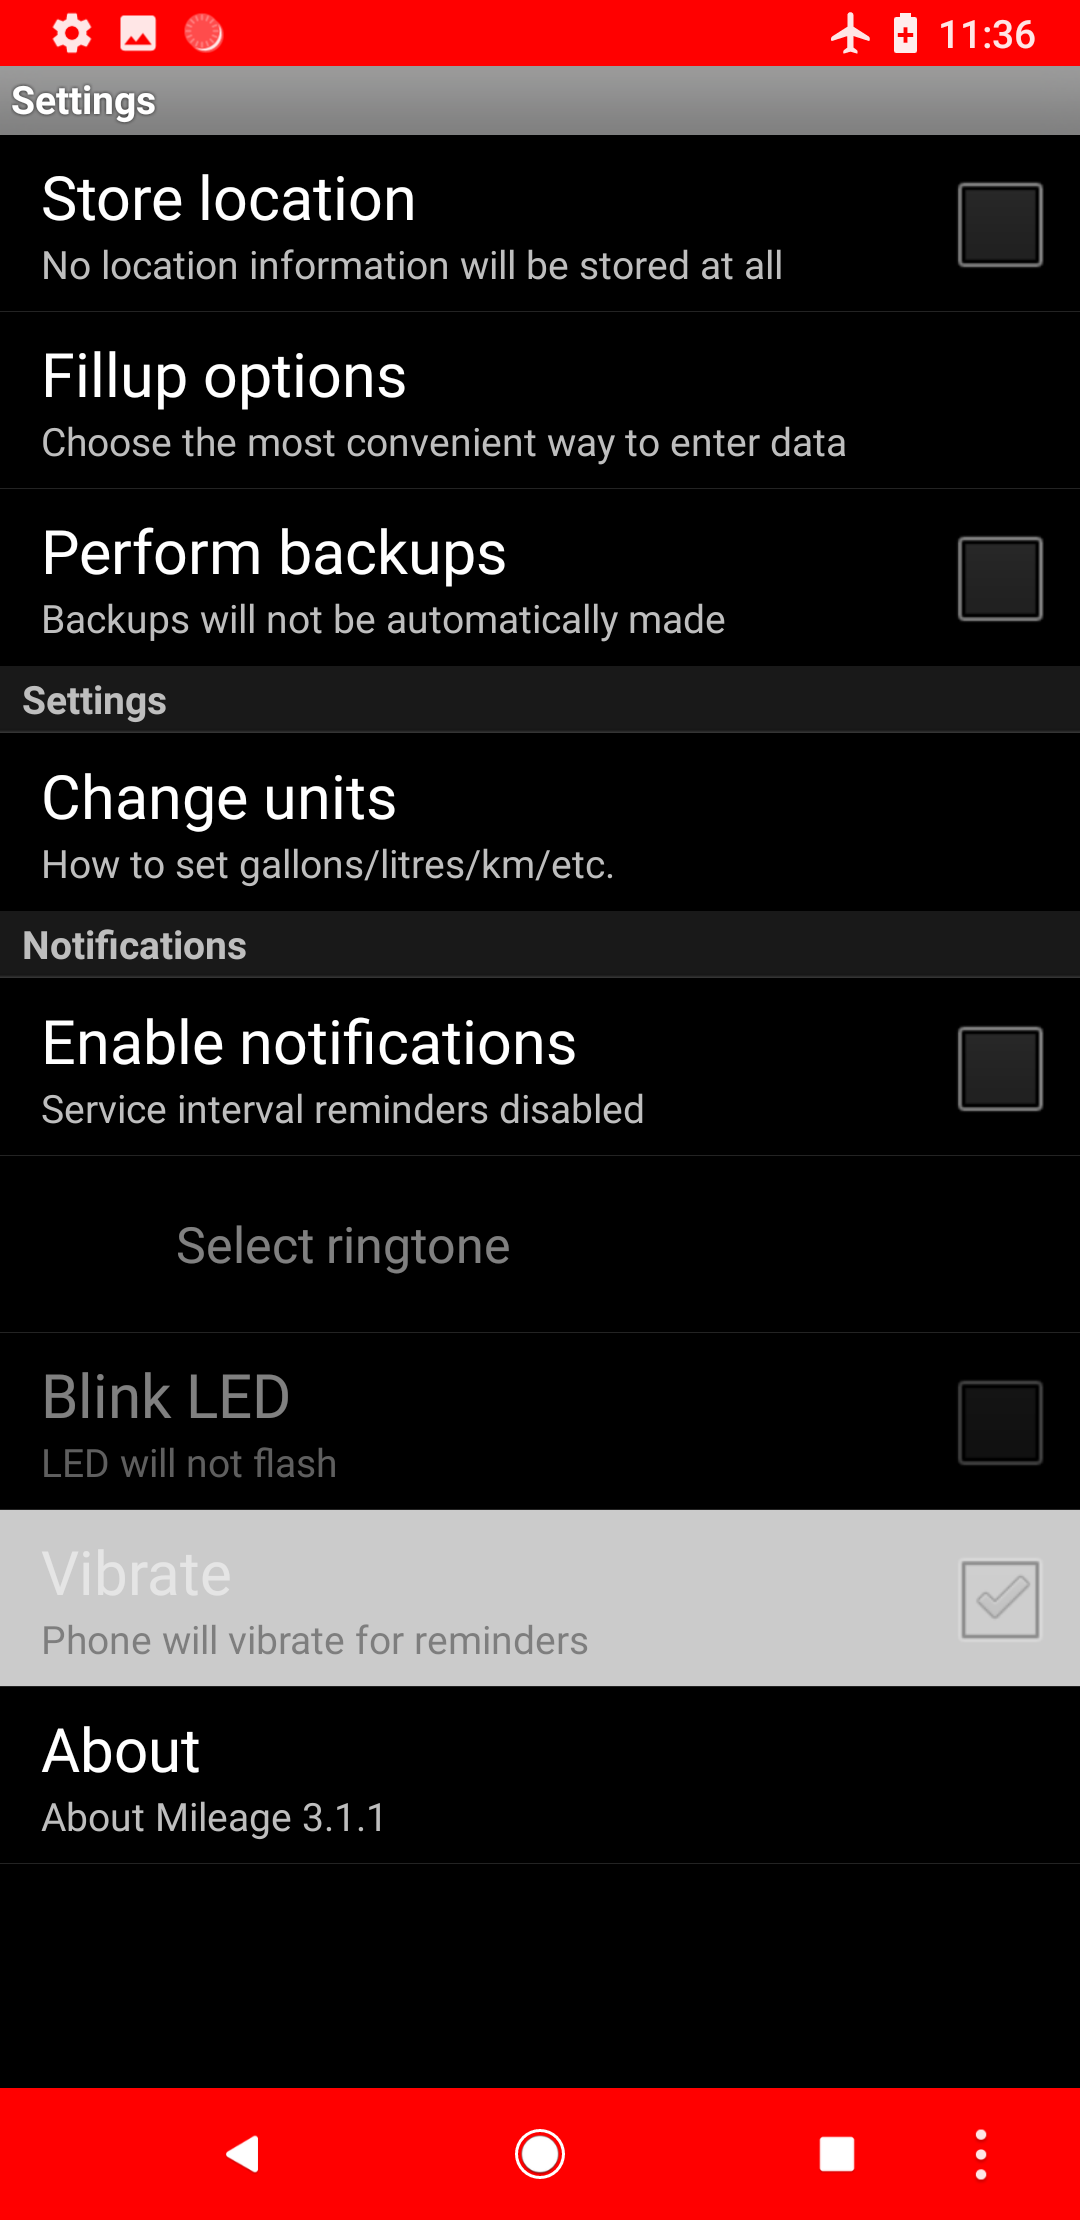 11:36
Settings
Store location
No location information will be stored at all
Fillup options
Choose the most convenient way to enter data
Perform backups
Backups will not be automatically made
Settings
Change units
How to set gallons/litres/km/etc.
Notifications
Enable notifications
Service interval reminders disabled
Select ringtone
Blink LED
LED will not flash
Vibrate
Phone will vibrate for reminders
About
About Mileage 3.1.1